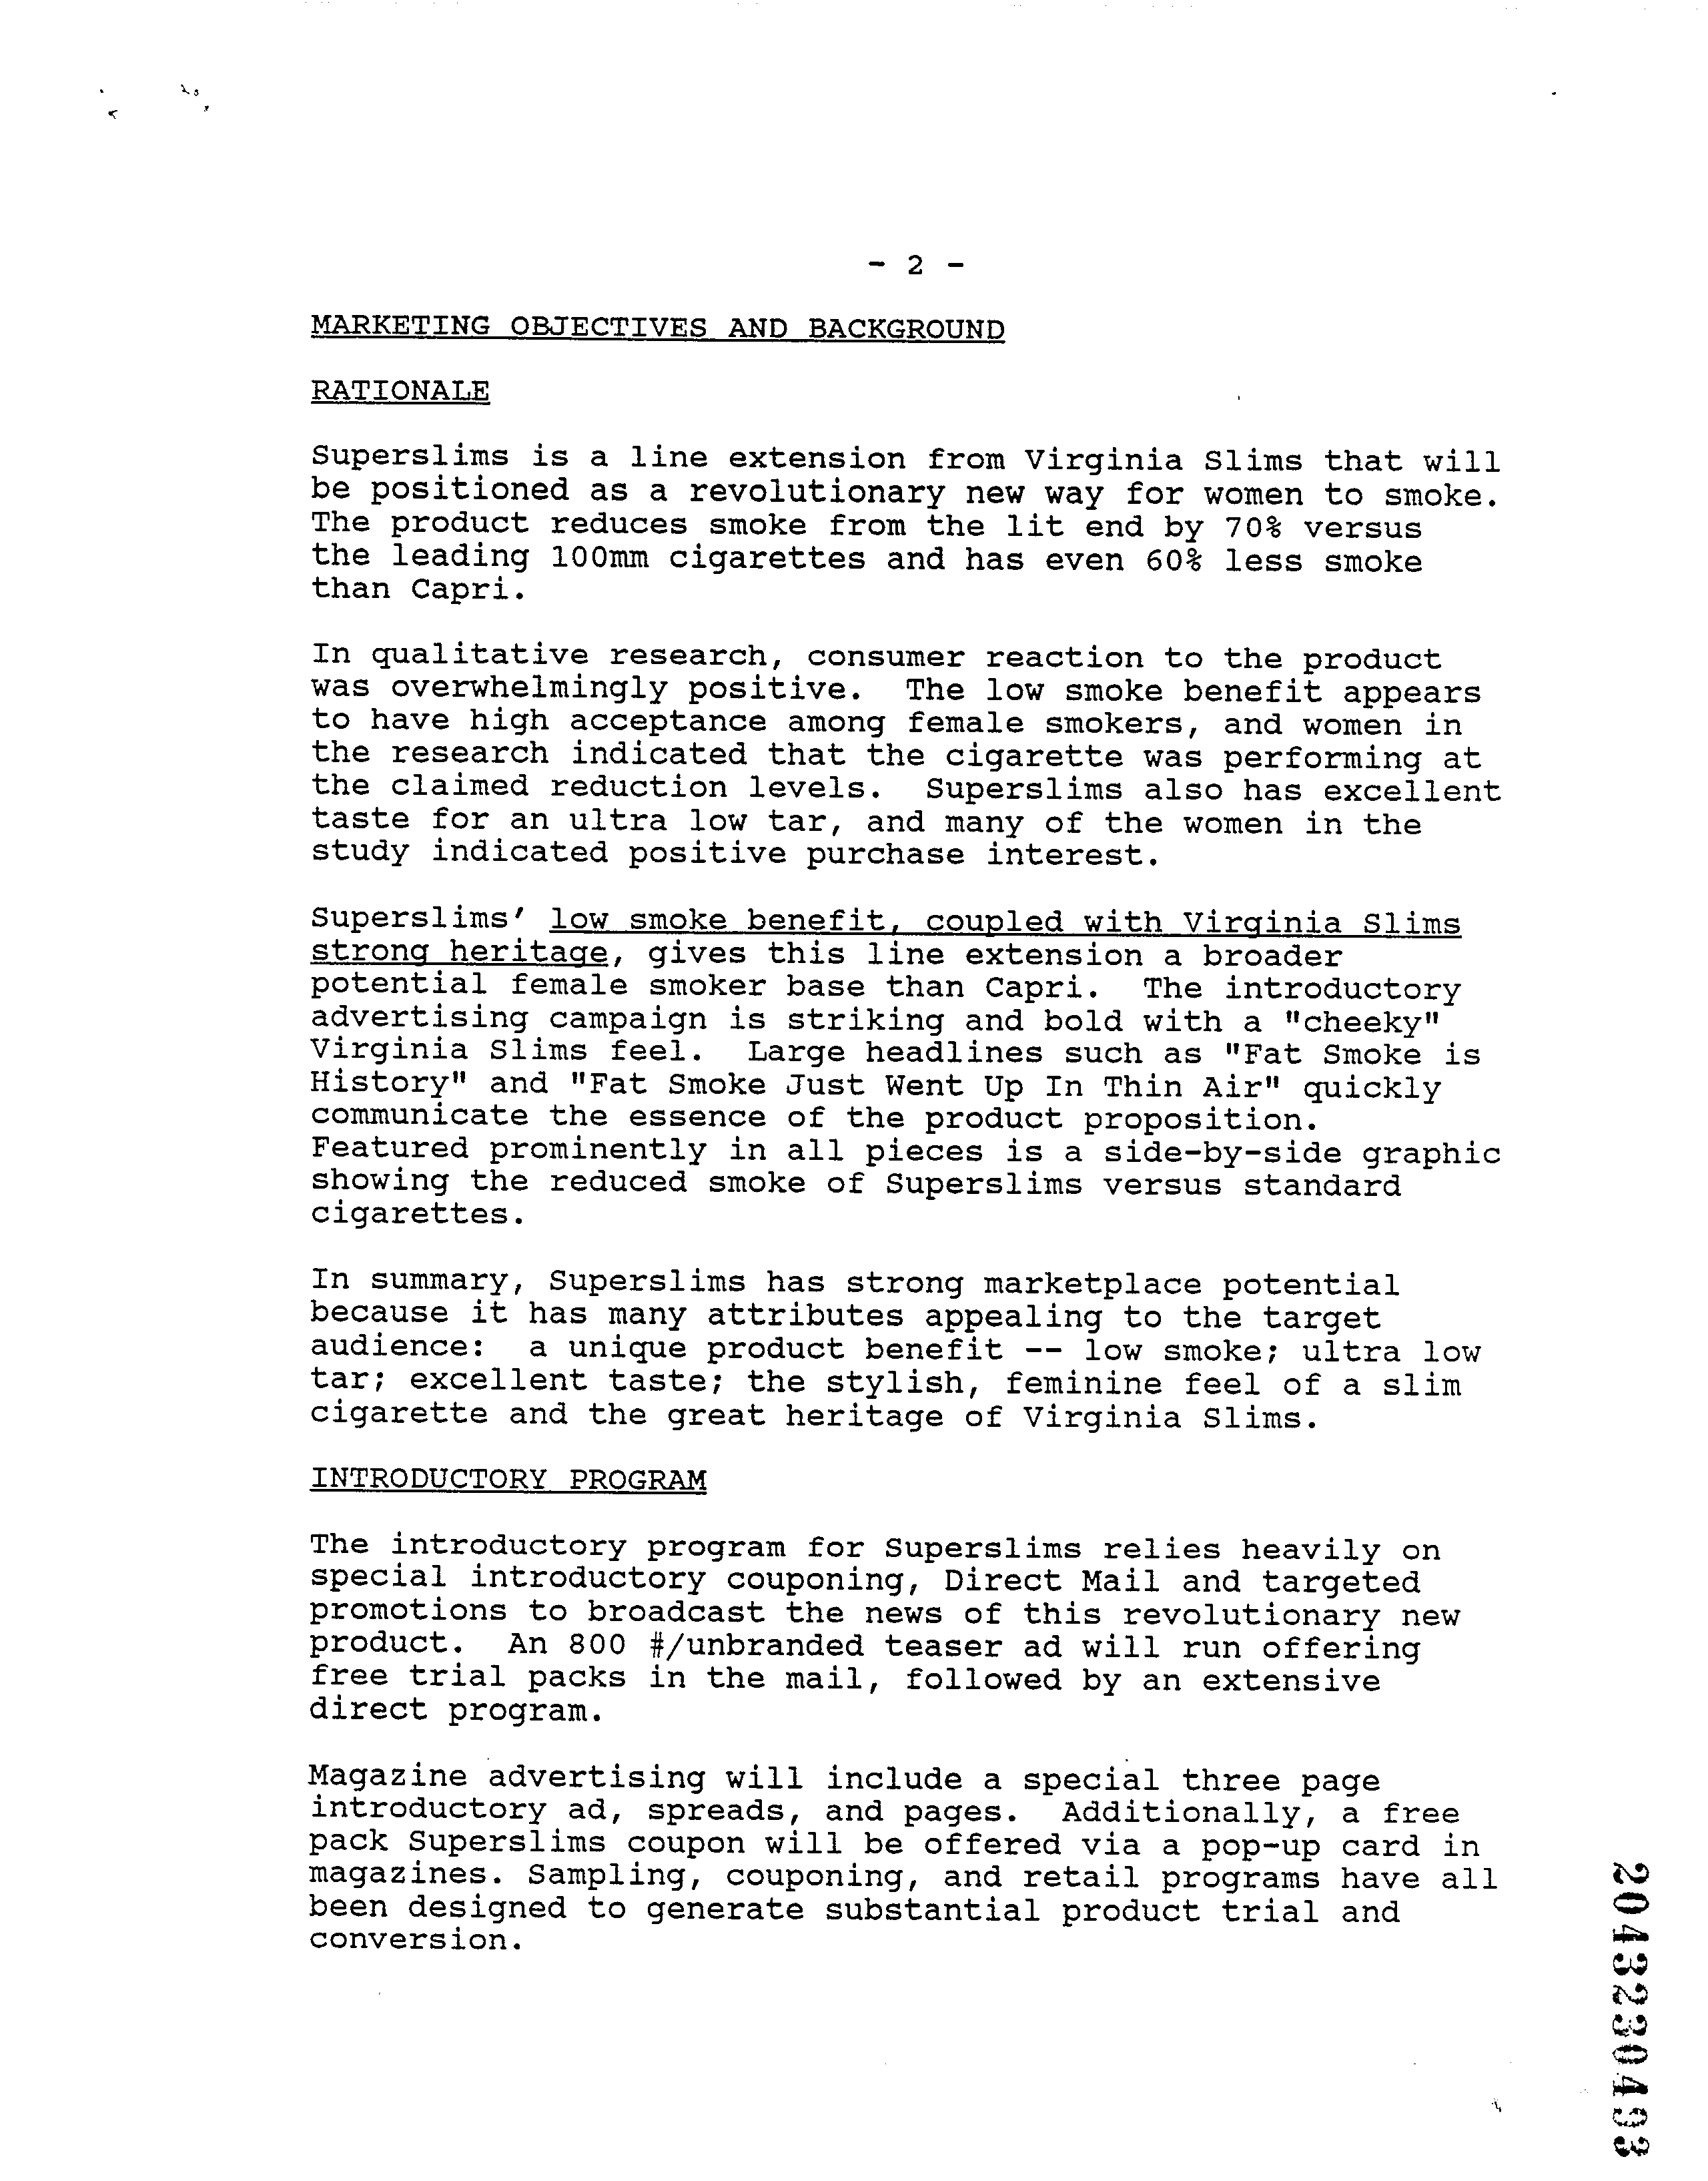 - 2 -
MARKETING OBJECTIVES AND BACKGROUND
RATIONALE
Superslims is a line extension from Virginia Slims that will
be positioned as a revolutionary new way for women to smoke.
The product reduces smoke from the lit end by 70% versus
the leading 100mm cigarettes and has even 60% less smoke
than Capri.
In qualitative research, consumer reaction to the product
was overwhelmingly positive.  The low smoke benefit appears
to have high acceptance among female smokers, and women in
the research indicated that the cigarette was performing at
the claimed reduction levels.  Superslims also has excellent
taste for an ultra low tar, and many of the women in the
study indicated positive purchase interest.
Superslims' low smoke benefit, coupled with Virginia Slims
strong heritage, gives this line extension a broader
potential female smoker base than Capri.  The introductory
advertising campaign is striking and bold with a "cheeky"
Virginia Slims feel.  Large headlines such as "Fat Smoke is
History" and "Fat Smoke Just Went Up In Thin Air" quickly
communicate the essence of the product proposition.
Featured prominently in all pieces is a side-by-side graphic
showing the reduced smoke of Superslims versus standard
cigarettes.
In summary, Superslims has strong marketplace potential
because it has many attributes appealing to the target
audience:  a unique product benefit -- low smoke; ultra low
tar; excellent taste; the stylish, feminine feel of a slim
cigarette and the great heritage of Virginia Slims.
INTRODUCTORY PROGRAM
The introductory program for Superslims relies heavily on
special introductory couponing, Direct Mail and targeted
promotions to broadcast the news of this revolutionary new
product.  An 800 #/unbranded teaser ad will run offering
free trial packs in the mail, followed by an extensive
direct program.
Magazine advertising will include a special three page
introductory ad, spreads, and pages.  Additionally, a free
pack Superslims coupon will be offered via a pop-up card in
magazines. Sampling, couponing, and retail programs have all
been designed to generate substantial product trial and
conversion.
2043230493